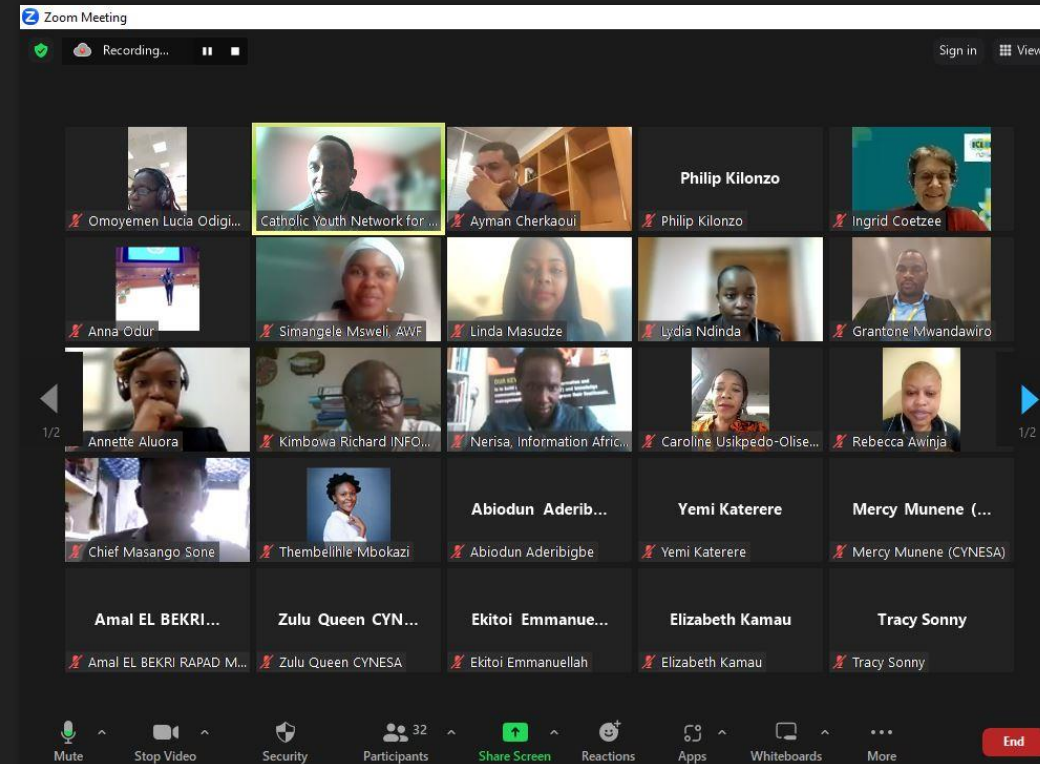 Zoom Meeting
Recording...
Sign in
View
Omoyemen Lucia Odigi...
Catholic Youth Network for ...
Ayman Cherkaoui
Philip Kilonzo
Philip Kilonzo
Ingrid Coetzee
Anna Odur
Simangele Msweli, AWF
Linda Masudze
Lydia Ndinda
Grantone Mwandawiro
1/2
Annette Aluora
Kimbowa Richard INFO...
Nerisa, Information Afric...
Caroline Usikpedo-Olise...
Rebecca Awinja
1/2
Chief Masango Sone
Thembelihle Mbokazi
Abiodun Aderib...
Abiodun Aderibigbe
Yemi Katerere
Yemi Katerere
Mercy Munene (...
Mercy Munene (CYNESA)
Amal EL BEKRI...
Amal EL BEKRI RAPAD M...
Zulu Queen CYN...
Zulu Queen CYNESA
Ekitoi Emmanue...
Ekitoi Emmanuellah
Elizabeth Kamau
Elizabeth Kamau
Tracy Sonny
Tracy Sonny
Mute
Stop Video
Security
32
Participants
Share Screen
Reactions
Apps
Whiteboards
More
End